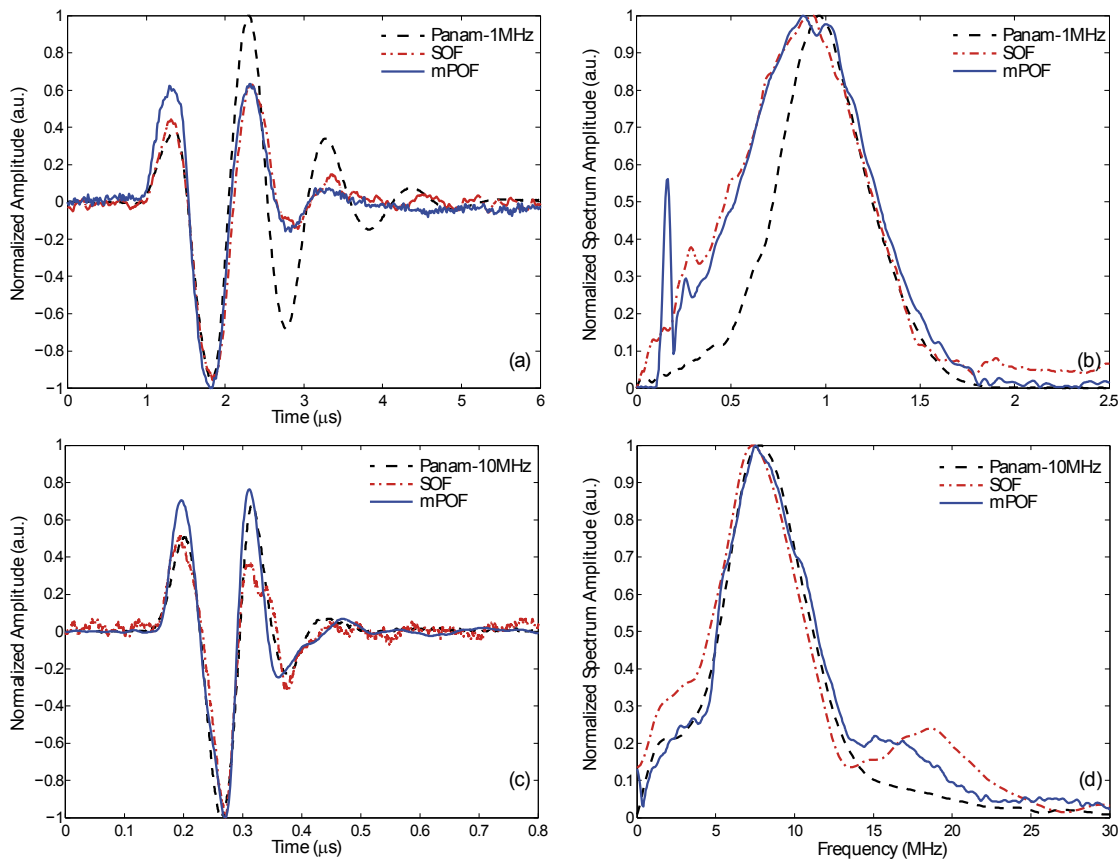 Normalized Amplitude (a.u.)
1
0.8
0.6
0.4
0.2
0
−0.2
−0.4
−0.6
−0.8
−1
Panam-1MHz
SOF
mPOF
(a)
0 1 2 3 4 5 6
Time (μs)
Normalized Spectrum Amplitude (a.u.)
1
0.9
0.8
0.7
0.6
0.5
0.4
0.3
0.2
0.1
0
Panam-1MHz
SOF
mPOF
(b)
0 0.5 1 1.5 2 2.5
Normalized Amplitude (a.u.)
1
0.8
0.6
0.4
0.2
0
−0.2
−0.4
−0.6
−0.8
−1
Panam-10MHz
SOF
mPOF
(c)
0 0.1 0.2 0.3 0.4 0.5 0.6 0.7 0.8
Time (μs)
Normalized Spectrum Amplitude (a.u.)
1
0.9
0.8
0.7
0.6
0.5
0.4
0.3
0.2
0.1
0
Panam-10MHz
SOF
mPOF
(d)
0 5 10 15 20 25 30
Frequency (MHz)